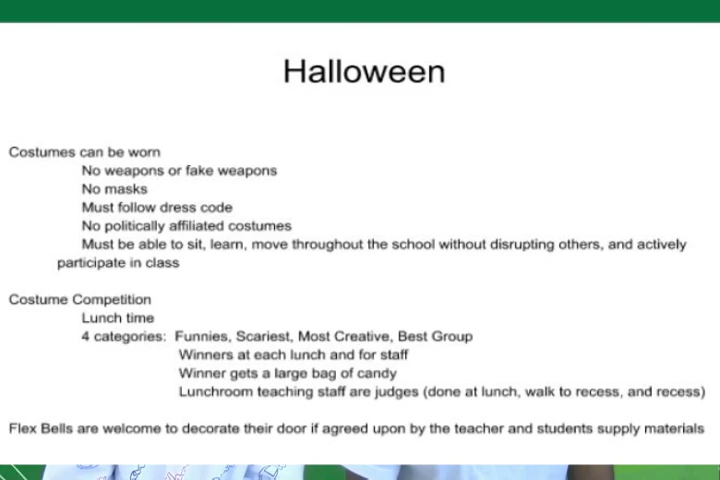 Halloween
Costumes can be worn
No weapons or fake weapons
No masks
Must follow dress code
No politically affiliated costumes
Must be able to sit, learn, move throughout the school without disrupting others, and actively
participate in class
Costume Competition
Lunch time
4 categories: Funnies, Scariest, Most Creative, Best Group
Winners at each lunch and for staff
Winner gets a large bag of candy
Lunchroom teaching staff are judges (done at lunch, walk to recess, and recess)
Flex Bells are welcome to decorate their door if agreed upon by the teacher and students supply materials